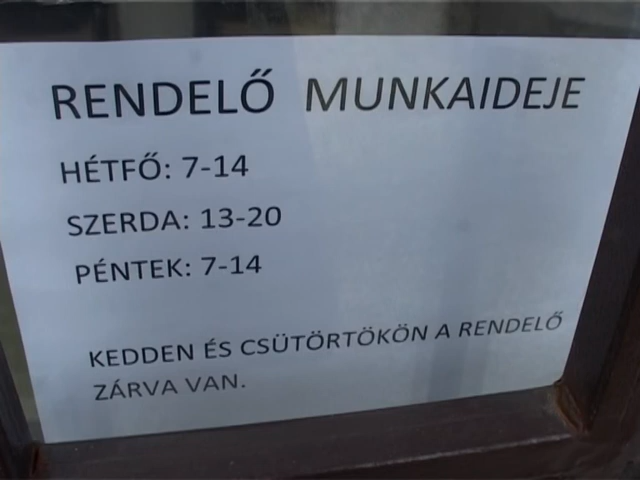 RENDELŐ MUNKAIDEJE
HÉTFŐ: 7-14
SZERDA: 13-20
PÉNTEK: 7-14
KEDDEN ÉS CSÜTÖRTÖKÖN A RENDELŐ
ZÁRVA VAN.